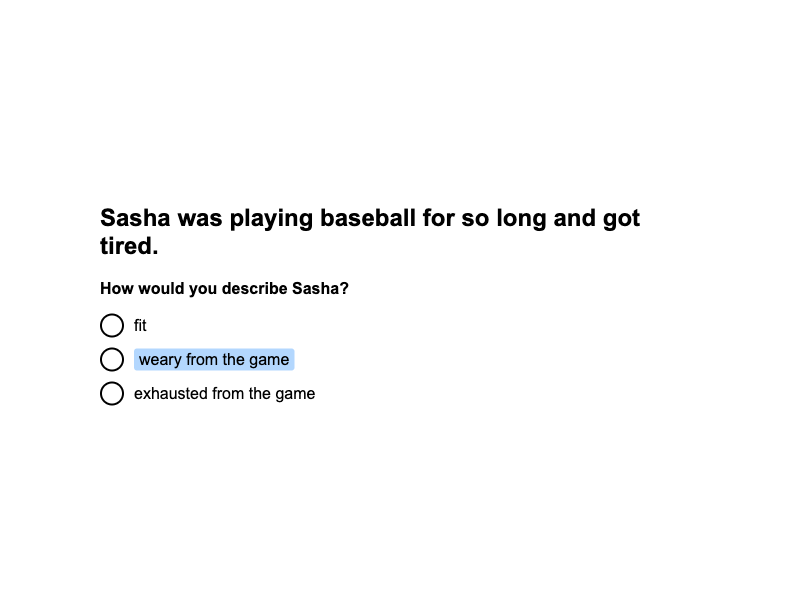 Sasha was playing baseball for so long and got
tired.
How would you describe Sasha?
fit
weary from the game
exhausted from the game